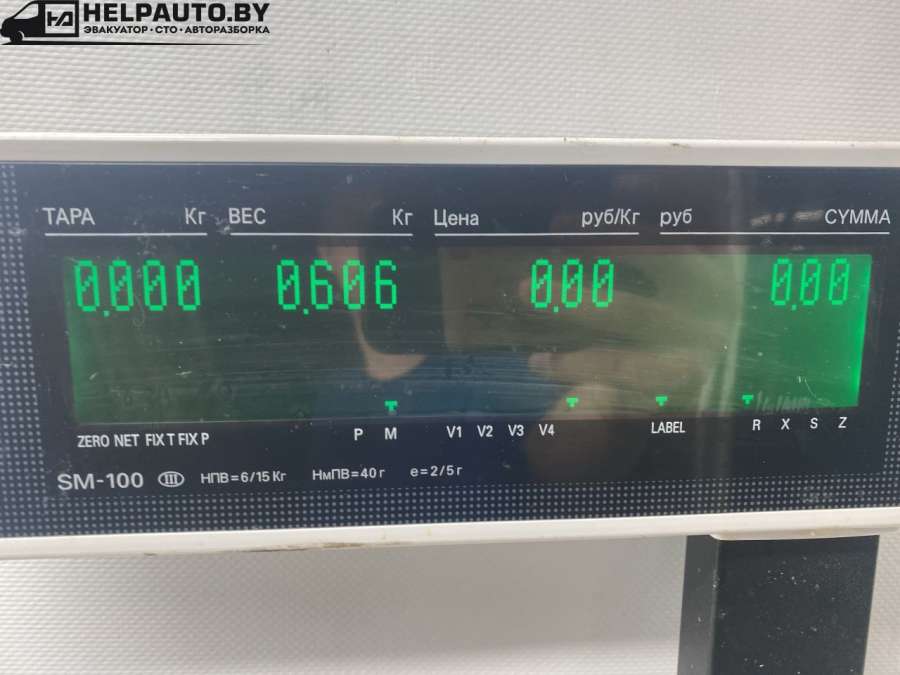 HELPAUTO.BY
ЭВАКУАТОР·СТО·АВТОРАЗБОРКА
ТАРА Кг ВЕС Кг Цена руб/Кг руб СУММА
0.000 0.606 0.00 0.00
ZERO NET FIX T FIX P P M V1 V2 V3 V4 LABEL R X S Z
SM-100 III НПВ=6/15 Кг НмПВ=40 г e=2/5 г